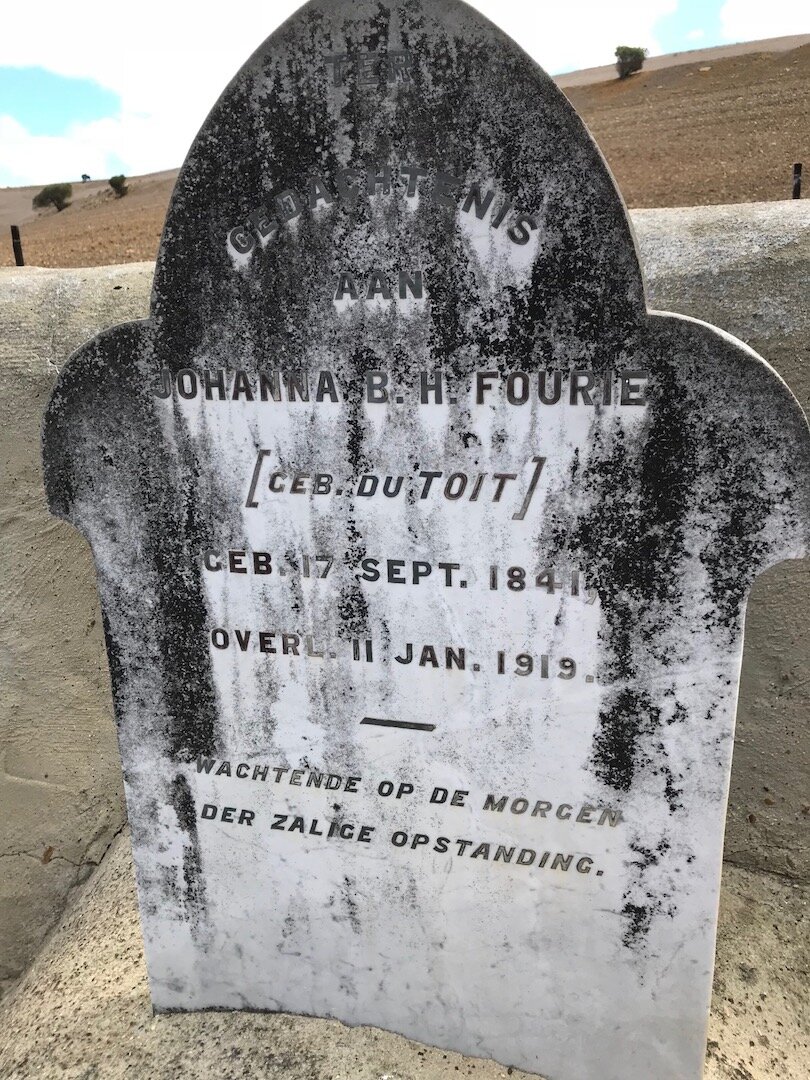 TER
GEDACHTENIS
AAN
JOHANNA B. H. FOURIE
[GEB. DU TOIT]
GEB. 17 SEPT. 1841,
OVERL. 11 JAN. 1919.
WACHTENDE OP DE MORGEN
DER ZALIGE OPSTANDING.